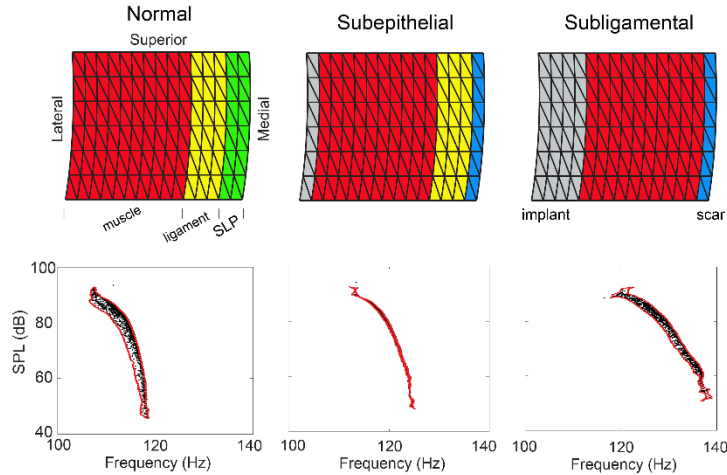 Normal
Subepithelial
Subligamental
Superior
Lateral
Medial
muscle
ligament
SLP
implant
scar
100
80
60
40
SPL (dB)
100
120
140
100
120
140
100
120
140
Frequency (Hz)
Frequency (Hz)
Frequency (Hz)